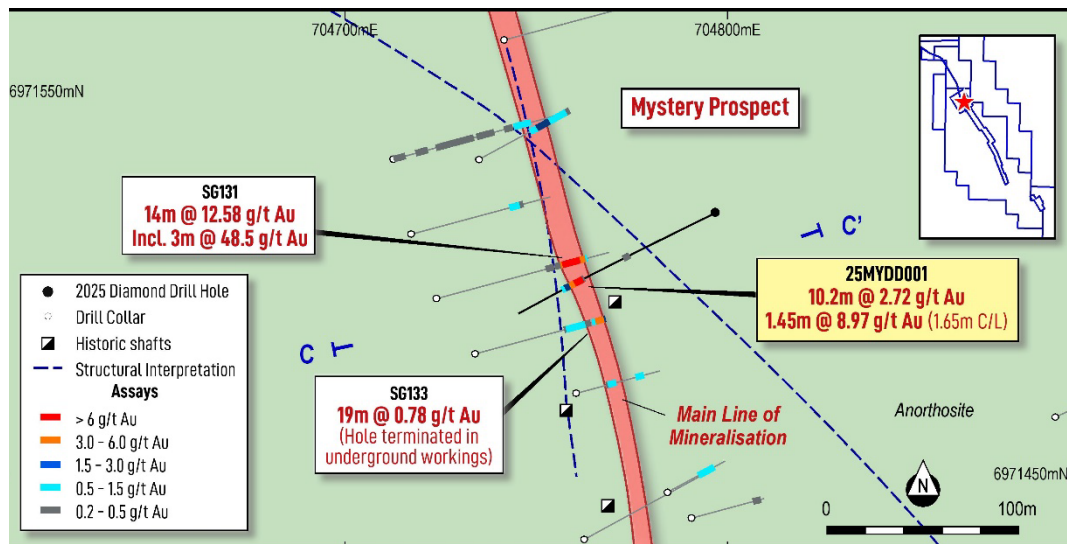 704700mE
704800mE
6971550mN
Mystery Prospect
SG131
14m @ 12.58 g/t Au
Incl. 3m @ 48.5 g/t Au
C'
25MYDD001
10.2m @ 2.72 g/t Au
1.45m @ 8.97 g/t Au (1.65m C/L)
2025 Diamond Drill Hole
Drill Collar
Historic shafts
Structural Interpretation
Assays
> 6 g/t Au
3.0 - 6.0 g/t Au
1.5 - 3.0 g/t Au
0.5 - 1.5 g/t Au
0.2 - 0.5 g/t Au
C
SG133
19m @ 0.78 g/t Au
(Hole terminated in
underground workings)
Main Line of
Mineralisation
Anorthosite
6971450mN
N
0
100m